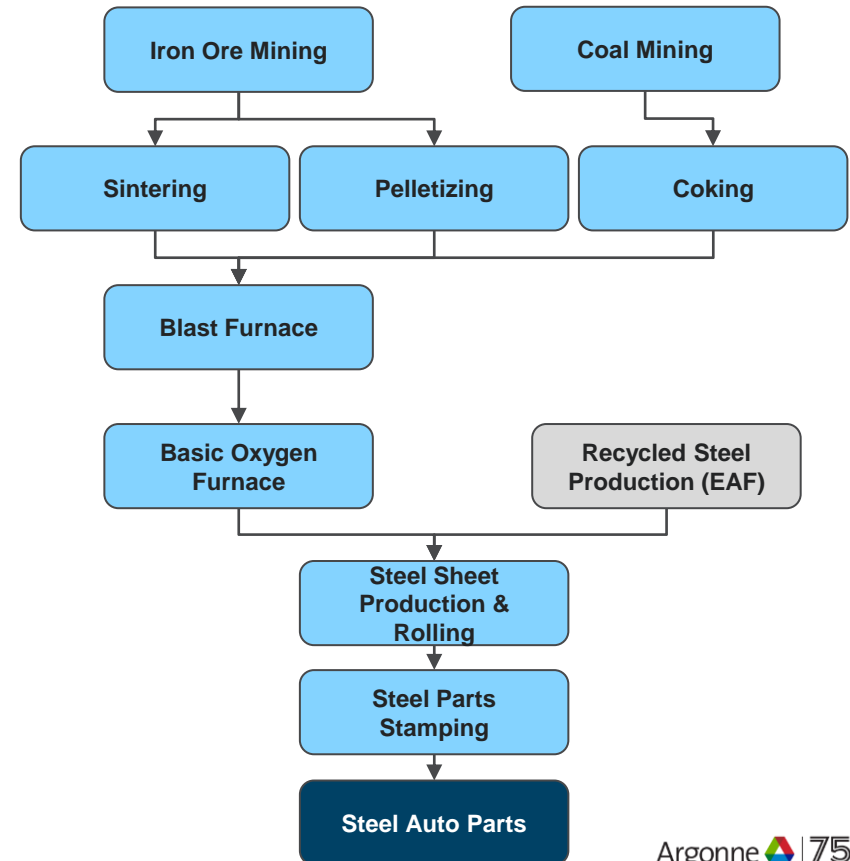 Iron Ore Mining
Coal Mining
Sintering
Pelletizing
Coking
Blast Furnace
Basic Oxygen
Furnace
Recycled Steel
Production (EAF)
Steel Sheet
Production &
Rolling
Steel Parts
Stamping
Steel Auto Parts
Argonne 75